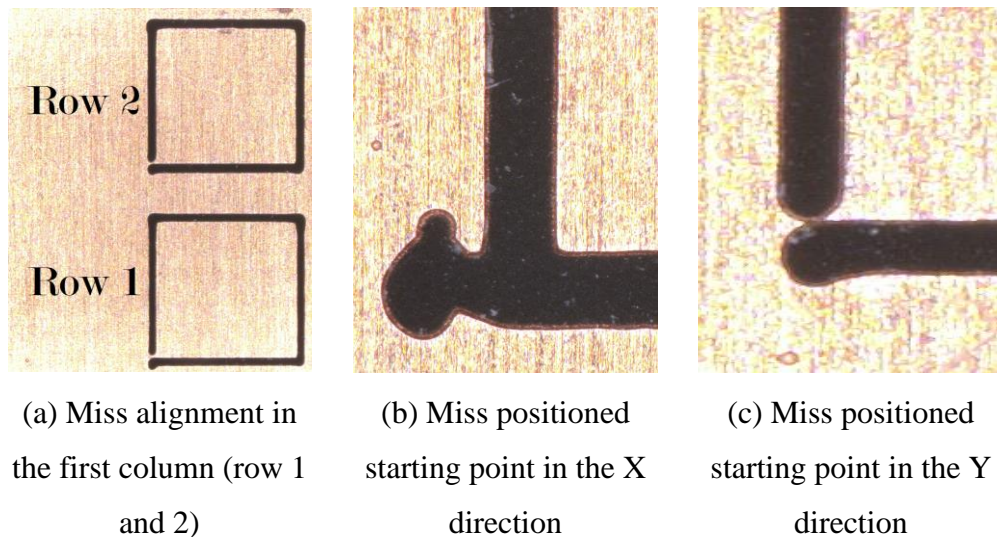 Row 2
Row 1
(a) Miss alignment in
the first column (row 1
and 2)
(b) Miss positioned
starting point in the X
direction
(c) Miss positioned
starting point in the Y
direction